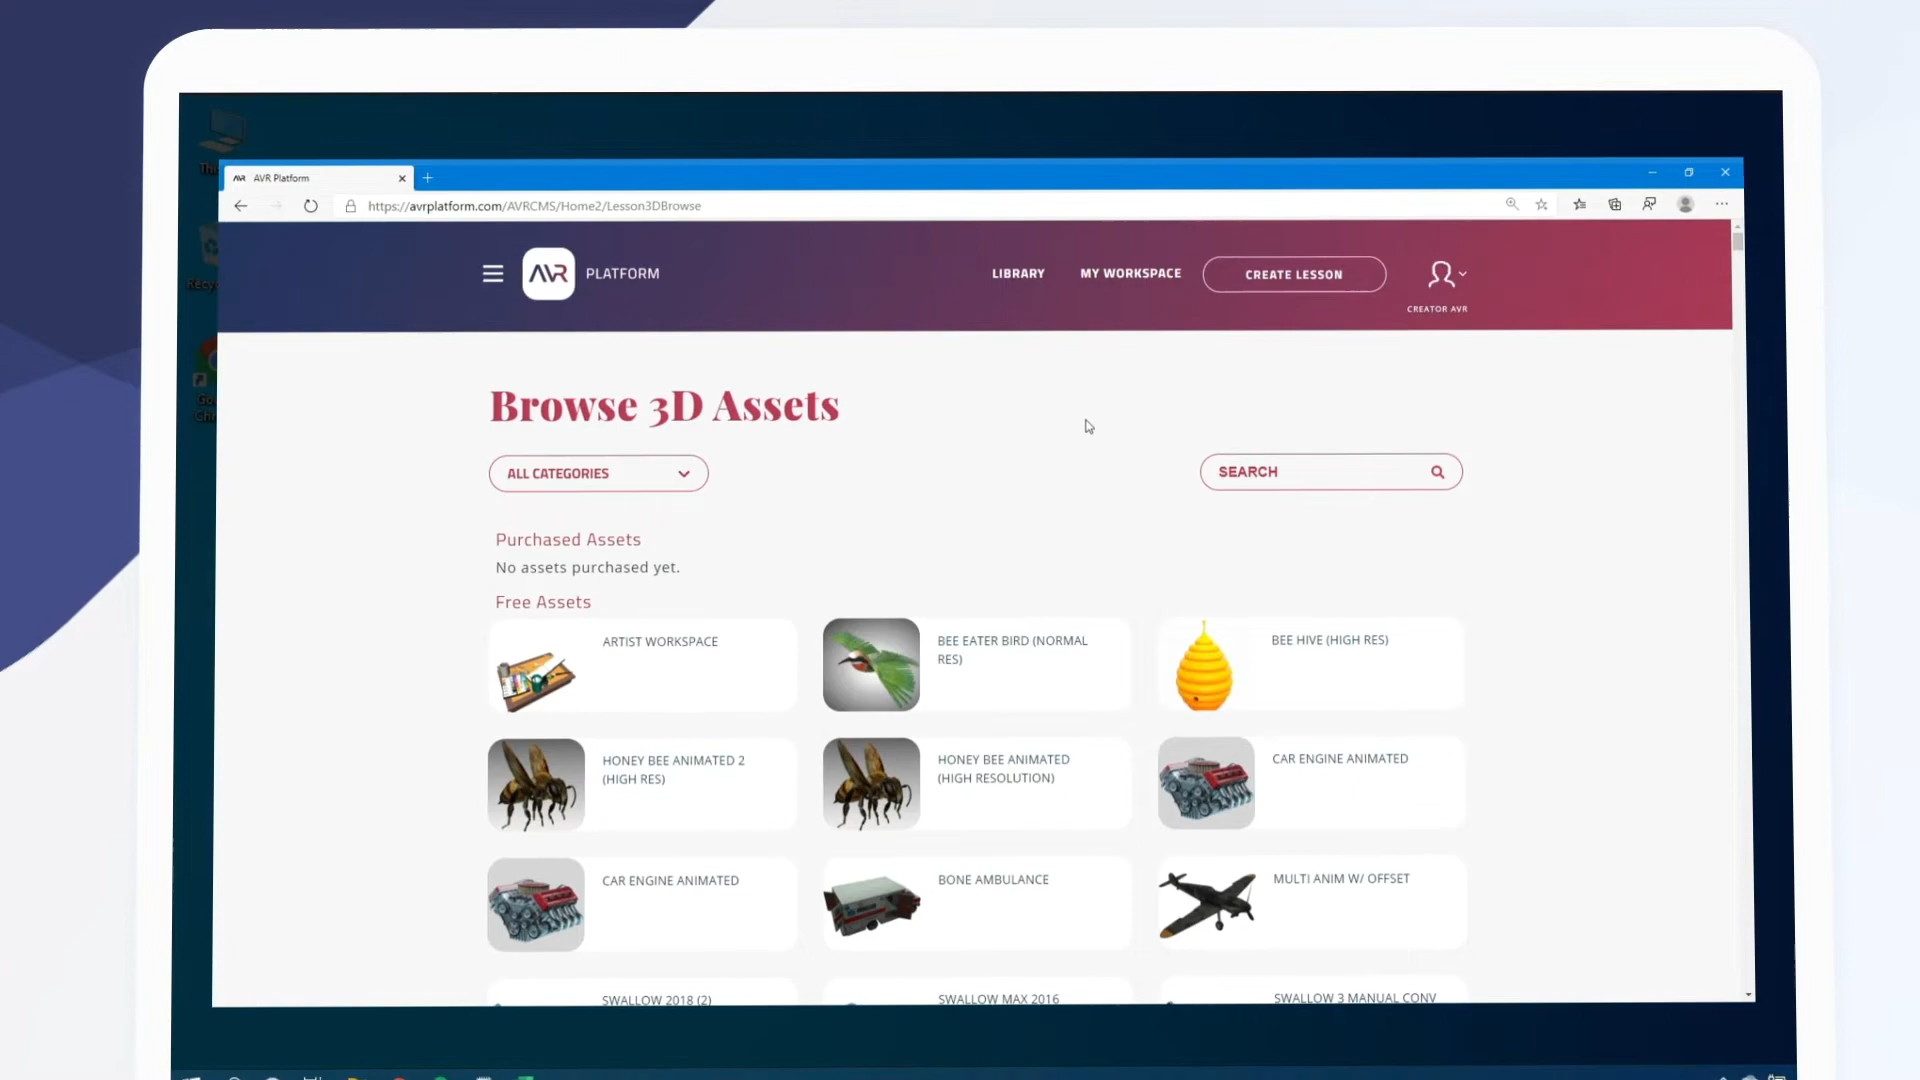 AVR Platform
https://avrplatform.com/AVRCMS/Home2/Lesson3DBrowse
AVR PLATFORM
LIBRARY
MY WORKSPACE
CREATE LESSON
CREATOR AVR
Browse 3D Assets
ALL CATEGORIES
SEARCH
Purchased Assets
No assets purchased yet.
Free Assets
ARTIST WORKSPACE
BEE EATER BIRD (NORMAL
RES)
BEE HIVE (HIGH RES)
HONEY BEE ANIMATED 2
(HIGH RES)
HONEY BEE ANIMATED
(HIGH RESOLUTION)
CAR ENGINE ANIMATED
CAR ENGINE ANIMATED
BONE AMBULANCE
MULTI ANIM W/ OFFSET
SWALLOW 2018 (2)
SWALLOW MAX 2016
SWALLOW 3 MANUAL CONV